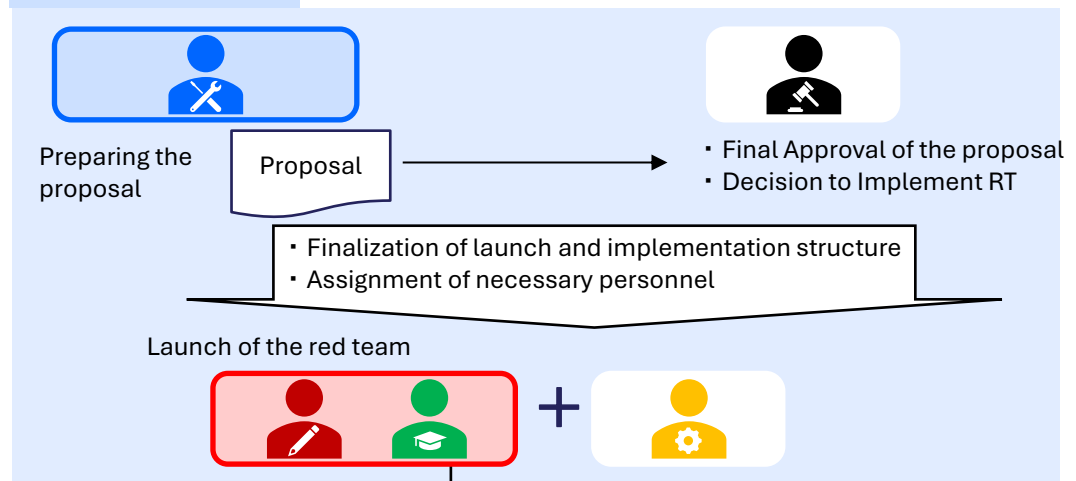 Preparing the
proposal
Proposal
・Final Approval of the proposal
・Decision to Implement RT
・Finalization of launch and implementation structure
・Assignment of necessary personnel
Launch of the red team